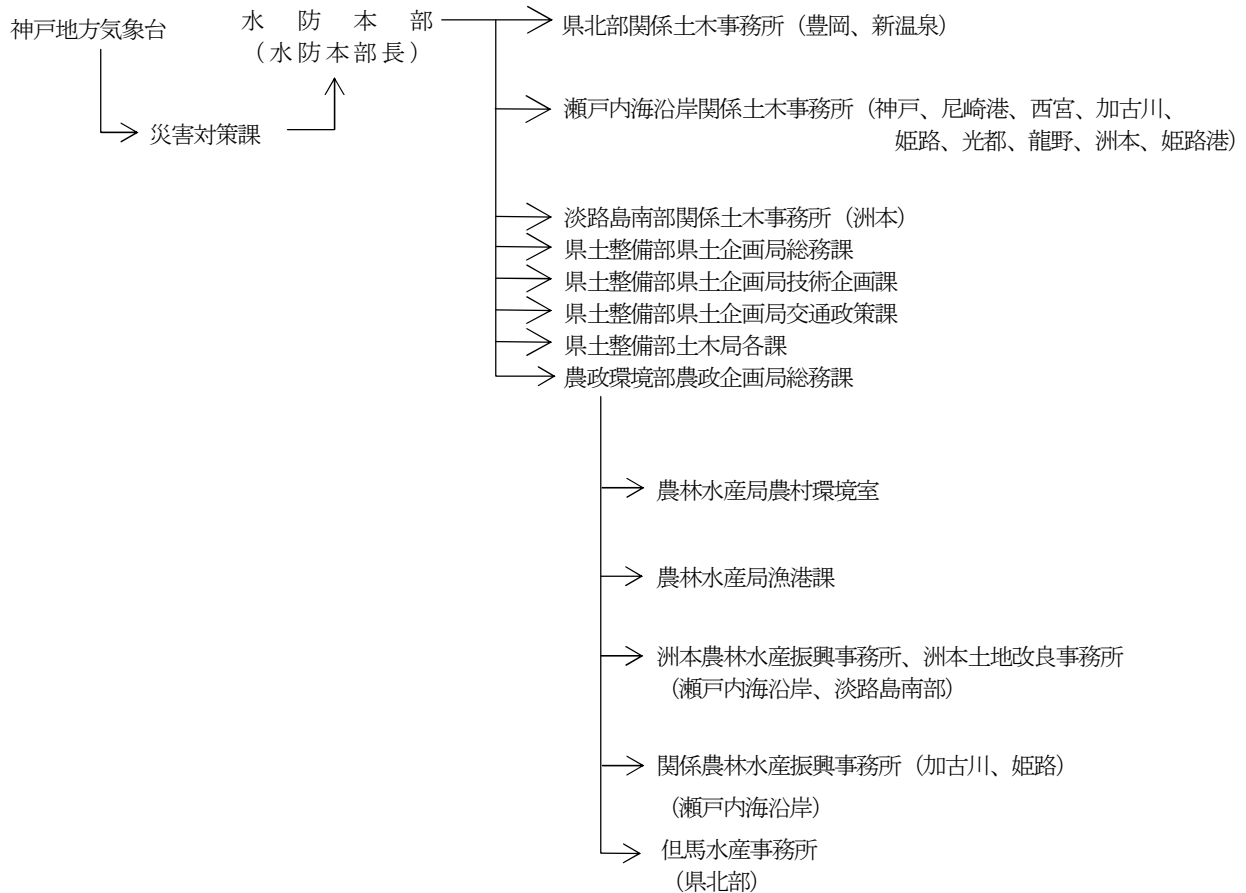 神戸地方気象台
水防本部
（水防本部長）
災害対策課
県北部関係土木事務所（豊岡、新温泉）
瀬戸内海沿岸関係土木事務所（神戸、尼崎港、西宮、加古川、
姫路、光都、龍野、洲本、姫路港）
淡路島南部関係土木事務所（洲本）
県土整備部県土企画局総務課
県土整備部県土企画局技術企画課
県土整備部県土企画局交通政策課
県土整備部土木局各課
農政環境部農政企画局総務課
農林水産局農村環境室
農林水産局漁港課
洲本農林水産振興事務所、洲本土地改良事務所
（瀬戸内海沿岸、淡路島南部）
関係農林水産振興事務所（加古川、姫路）
（瀬戸内海沿岸）
但馬水産事務所
（県北部）